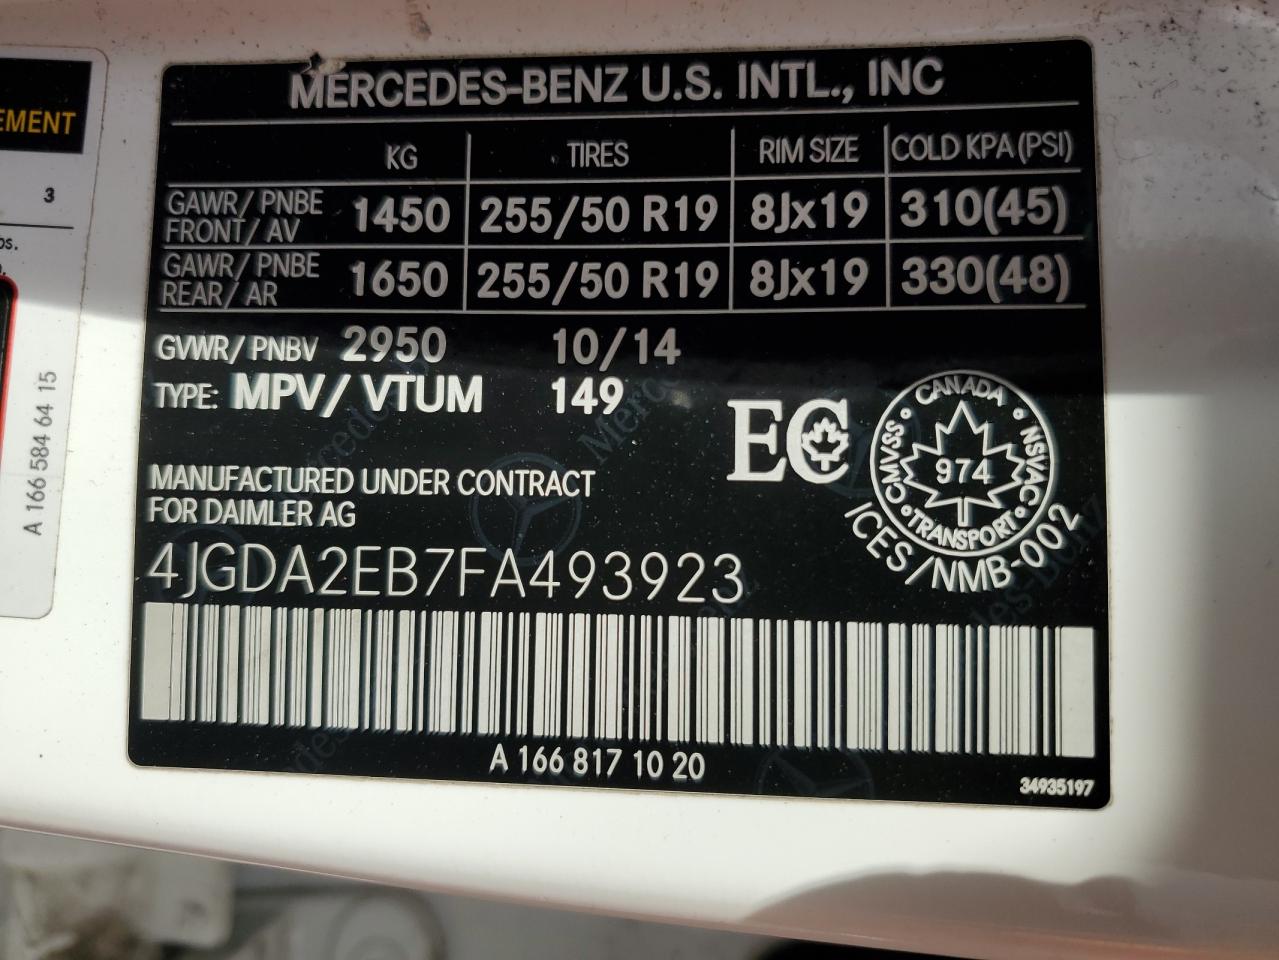 EMENT
3
A 166 584 64 15
MERCEDES-BENZ U.S. INTL., INC
KG TIRES RIM SIZE COLD KPA (PSI)
GAWR/PNBE FRONT/AV 1450 255/50 R19 8Jx19 310(45)
GAWR/PNBE REAR/AR 1650 255/50 R19 8Jx19 330(48)
GVWR/PNBV 2950 10/14
TYPE: MPV/VTUM 149
EC
CANADA
CMVSS • NSVAC
974
TRANSPORT
ICES/NMB-002
MANUFACTURED UNDER CONTRACT
FOR DAIMLER AG
4JGDA2EB7FA493923
A 166 817 10 20
34935197